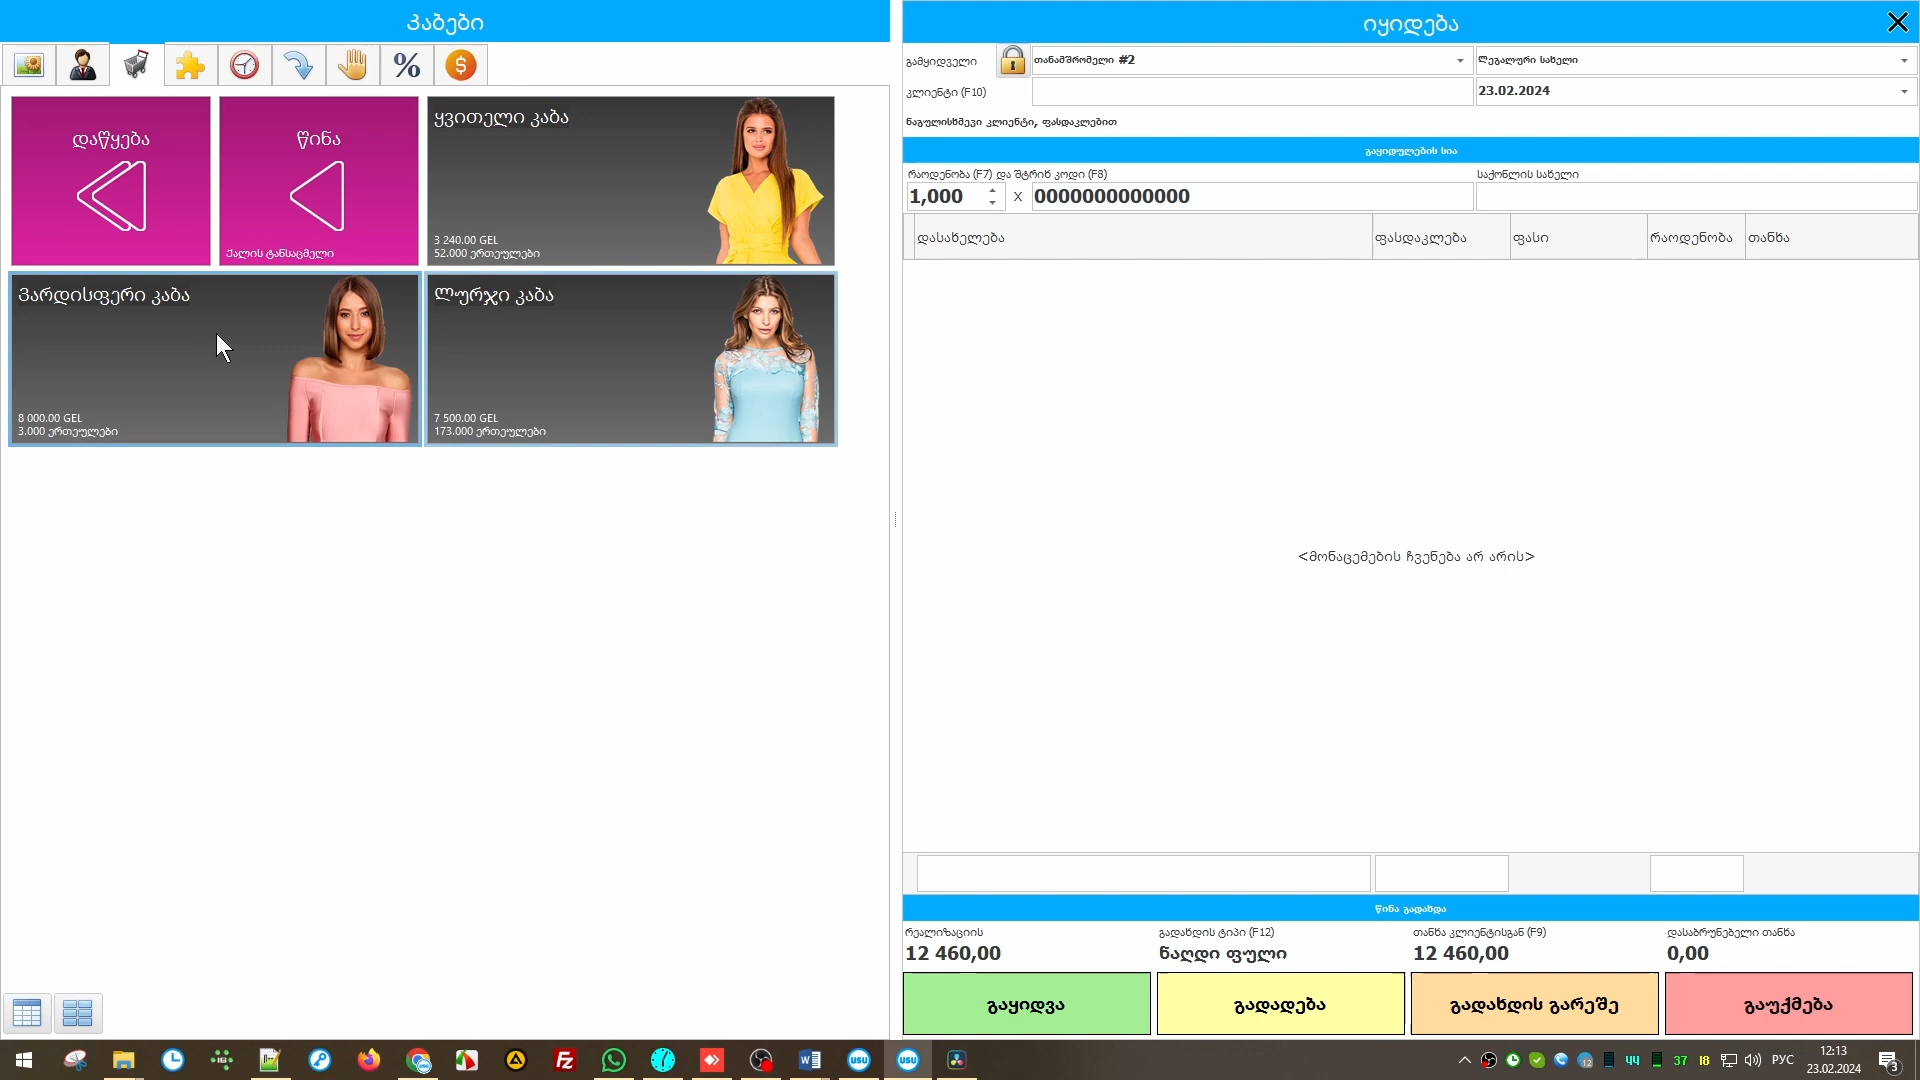 კაბები
იყიდება
გამყიდველი
თანამშრომელი #2
ლეგალური სახელი
კლიენტი (F10)
23.02.2024
ნაგულისხმევი კლიენტი, ფასდაკლებით
გაყიდულების სია
რაოდენობა (F7) და შტრიხ კოდი (F8)
საქონლის სახელი
1,000
X
0000000000000
დასახელება
ფასდაკლება
ფასი
რაოდენობა
თანხა
<მონაცემების ჩვენება არ არის>
დაწყება
წინა
ქალის ტანსაცმელი
ყვითელი კაბა
3 240.00 GEL
52.000 ერთეულები
ვარდისფერი კაბა
8 000.00 GEL
3.000 ერთეულები
ლურჯი კაბა
7 500.00 GEL
173.000 ერთეულები
წინა გადახდა
რეალიზაციის
გადახდის ტიპი (F12)
თანხა კლიენტისგან (F9)
დასაბრუნებელი თანხა
12 460,00
ნაღდი ფული
12 460,00
0,00
გაყიდვა
გადადება
გადახდის გარეშე
გაუქმება
РУС
12:13
23.02.2024